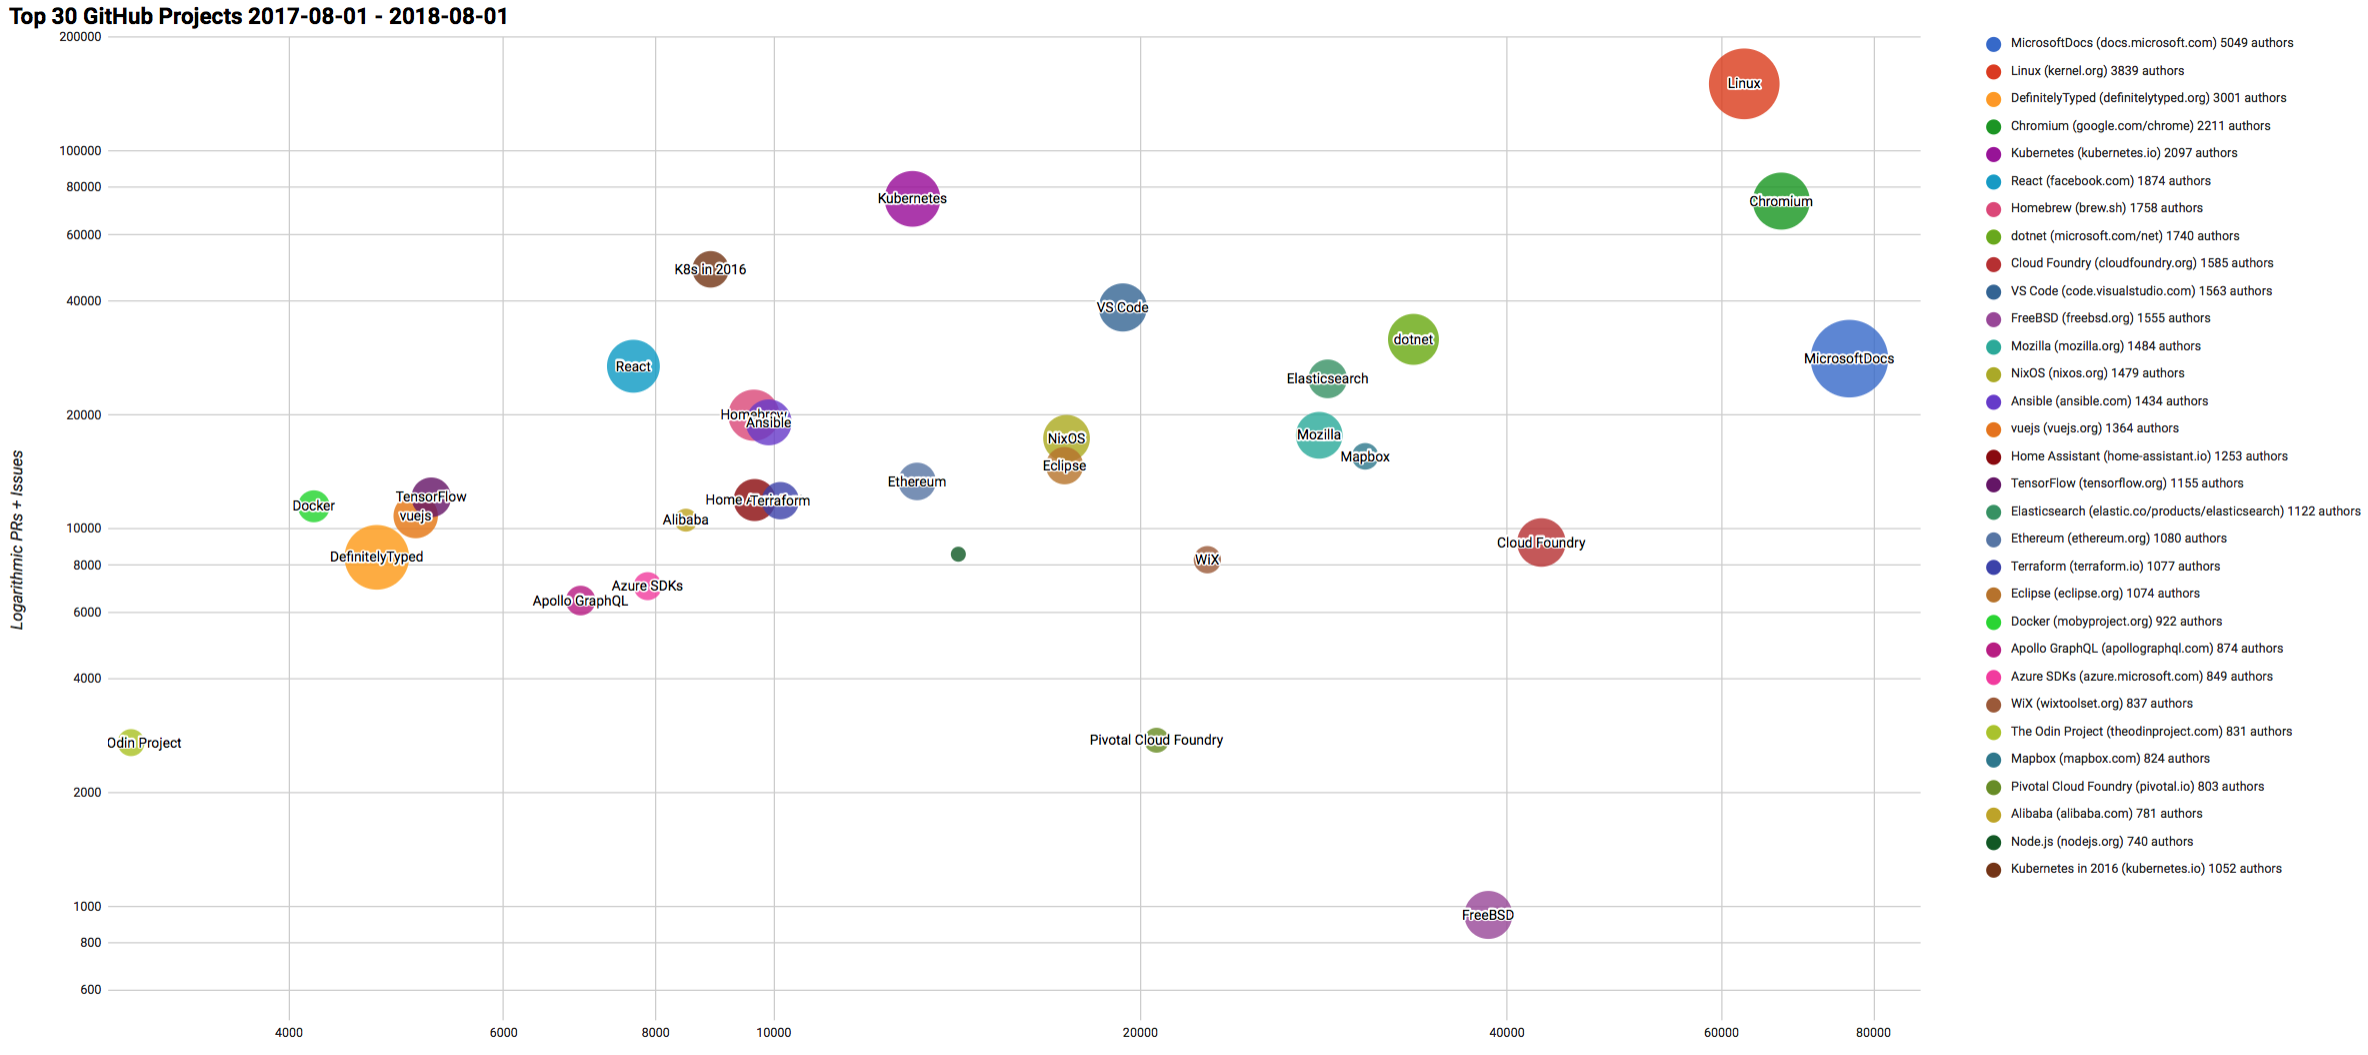 Top 30 GitHub Projects 2017-08-01 - 2018-08-01
200000
100000
80000
60000
40000
20000
10000
8000
6000
4000
2000
1000
800
600
Logarithmic PRs + Issues
4000
6000
8000
10000
20000
40000
60000
80000
Linux
Kubernetes
Chromium
K8s in 2016
VS Code
dotnet
MicrosoftDocs
React
Elasticsearch
Homebrew
Ansible
Mozilla
NixOS
Mapbox
Eclipse
Ethereum
TensorFlow
Home
Terraform
Docker
vuejs
Alibaba
Cloud Foundry
DefinitelyTyped
WiX
Azure SDKs
Apollo GraphQL
Odin Project
Pivotal Cloud Foundry
FreeBSD
MicrosoftDocs (docs.microsoft.com) 5049 authors
Linux (kernel.org) 3839 authors
DefinitelyTyped (definitelytyped.org) 3001 authors
Chromium (google.com/chrome) 2211 authors
Kubernetes (kubernetes.io) 2097 authors
React (facebook.com) 1874 authors
Homebrew (brew.sh) 1758 authors
dotnet (microsoft.com/net) 1740 authors
Cloud Foundry (cloudfoundry.org) 1585 authors
VS Code (code.visualstudio.com) 1563 authors
FreeBSD (freebsd.org) 1555 authors
Mozilla (mozilla.org) 1484 authors
NixOS (nixos.org) 1479 authors
Ansible (ansible.com) 1434 authors
vuejs (vuejs.org) 1364 authors
Home Assistant (home-assistant.io) 1253 authors
TensorFlow (tensorflow.org) 1155 authors
Elasticsearch (elastic.co/products/elasticsearch) 1122 authors
Ethereum (ethereum.org) 1080 authors
Terraform (terraform.io) 1077 authors
Eclipse (eclipse.org) 1074 authors
Docker (mobyproject.org) 922 authors
Apollo GraphQL (apollographql.com) 874 authors
Azure SDKs (azure.microsoft.com) 849 authors
WiX (wixtoolset.org) 837 authors
The Odin Project (theodinproject.com) 831 authors
Mapbox (mapbox.com) 824 authors
Pivotal Cloud Foundry (pivotal.io) 803 authors
Alibaba (alibaba.com) 781 authors
Node.js (nodejs.org) 740 authors
Kubernetes in 2016 (kubernetes.io) 1052 authors